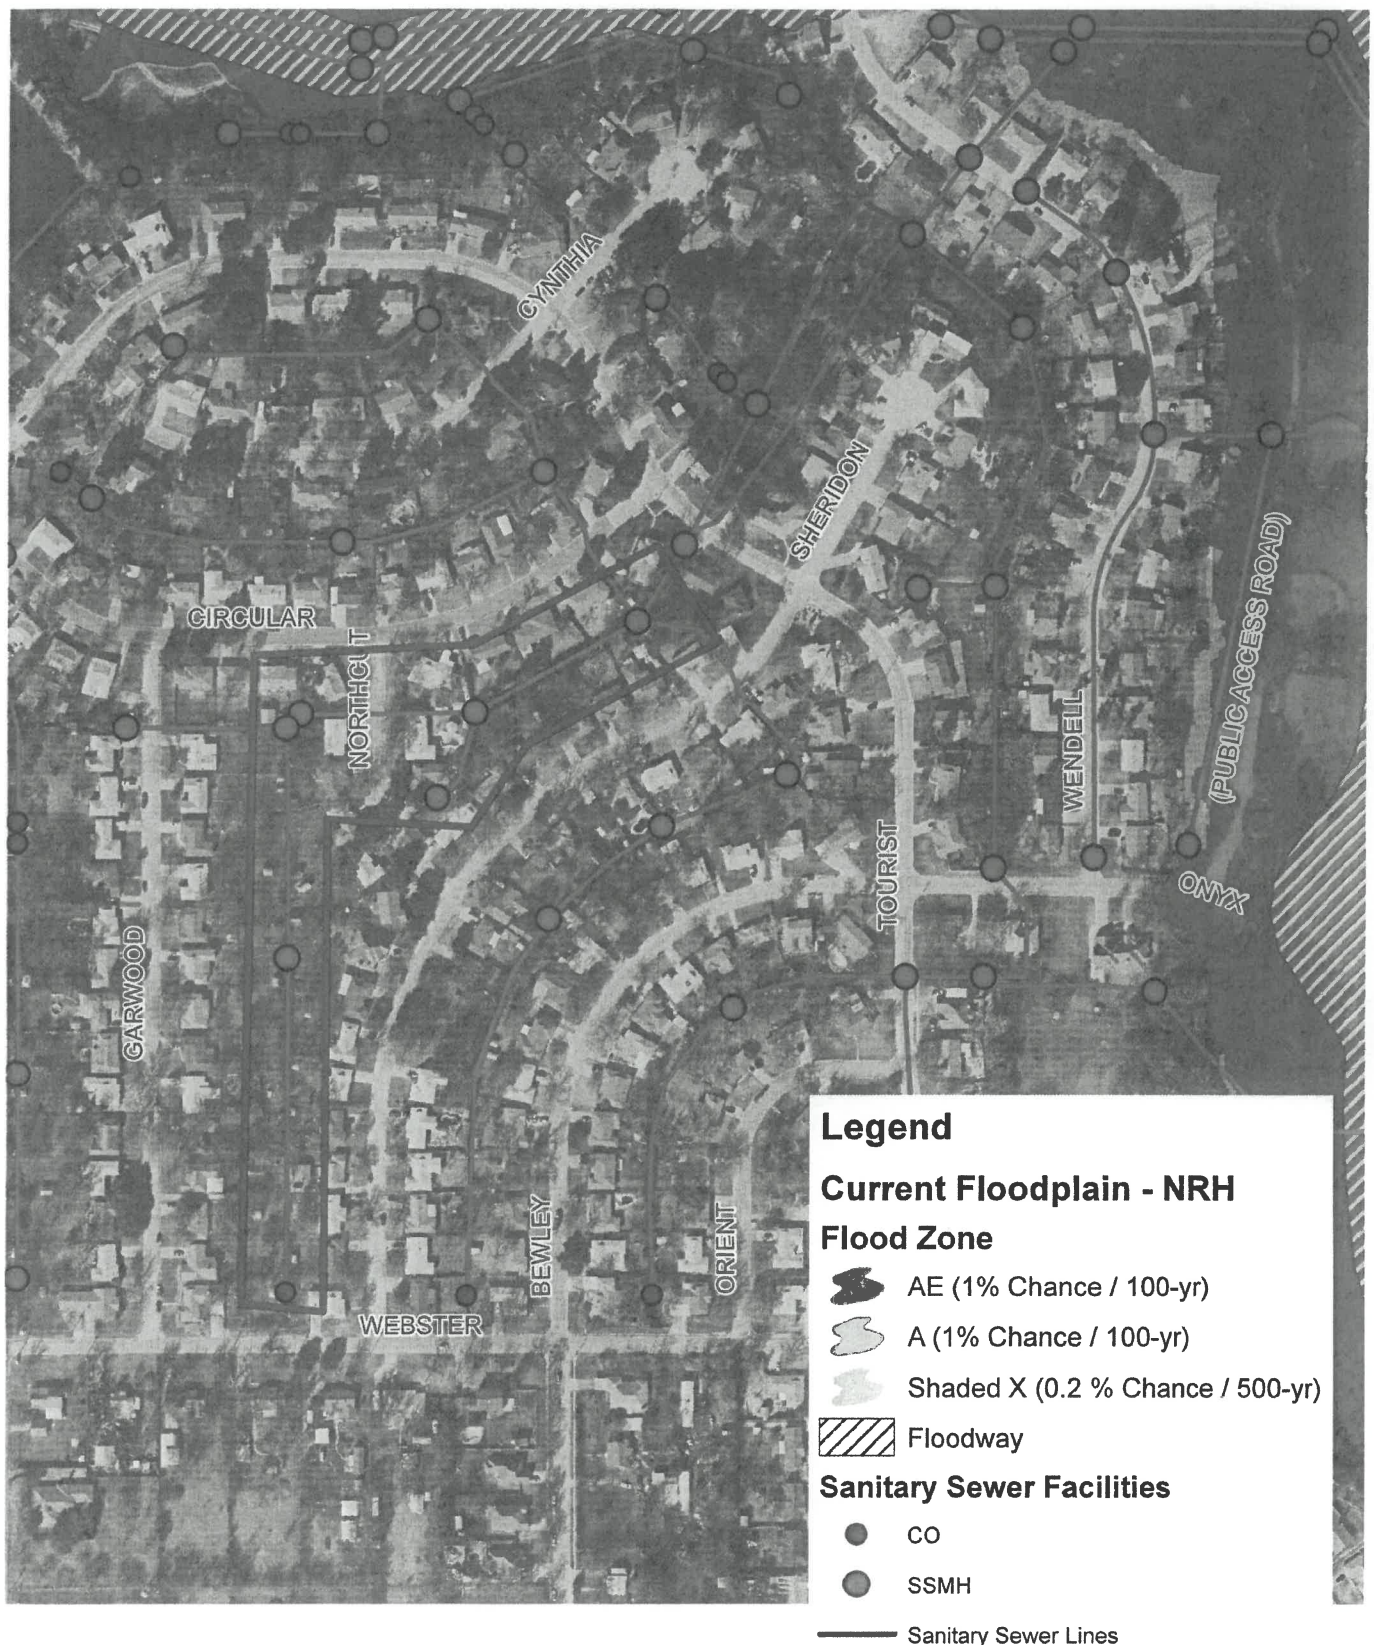 CYNTHIA
SHERIDON
(PUBLIC ACCESS ROAD)
CIRCULAR
NORTHCUT
WENDELL
TOURIST
ONYX
GARWOOD
BEWLEY
ORIENT
WEBSTER
Legend
Current Floodplain - NRH
Flood Zone
AE (1% Chance / 100-yr)
A (1% Chance / 100-yr)
Shaded X (0.2 % Chance / 500-yr)
Floodway
Sanitary Sewer Facilities
CO
SSMH
Sanitary Sewer Lines